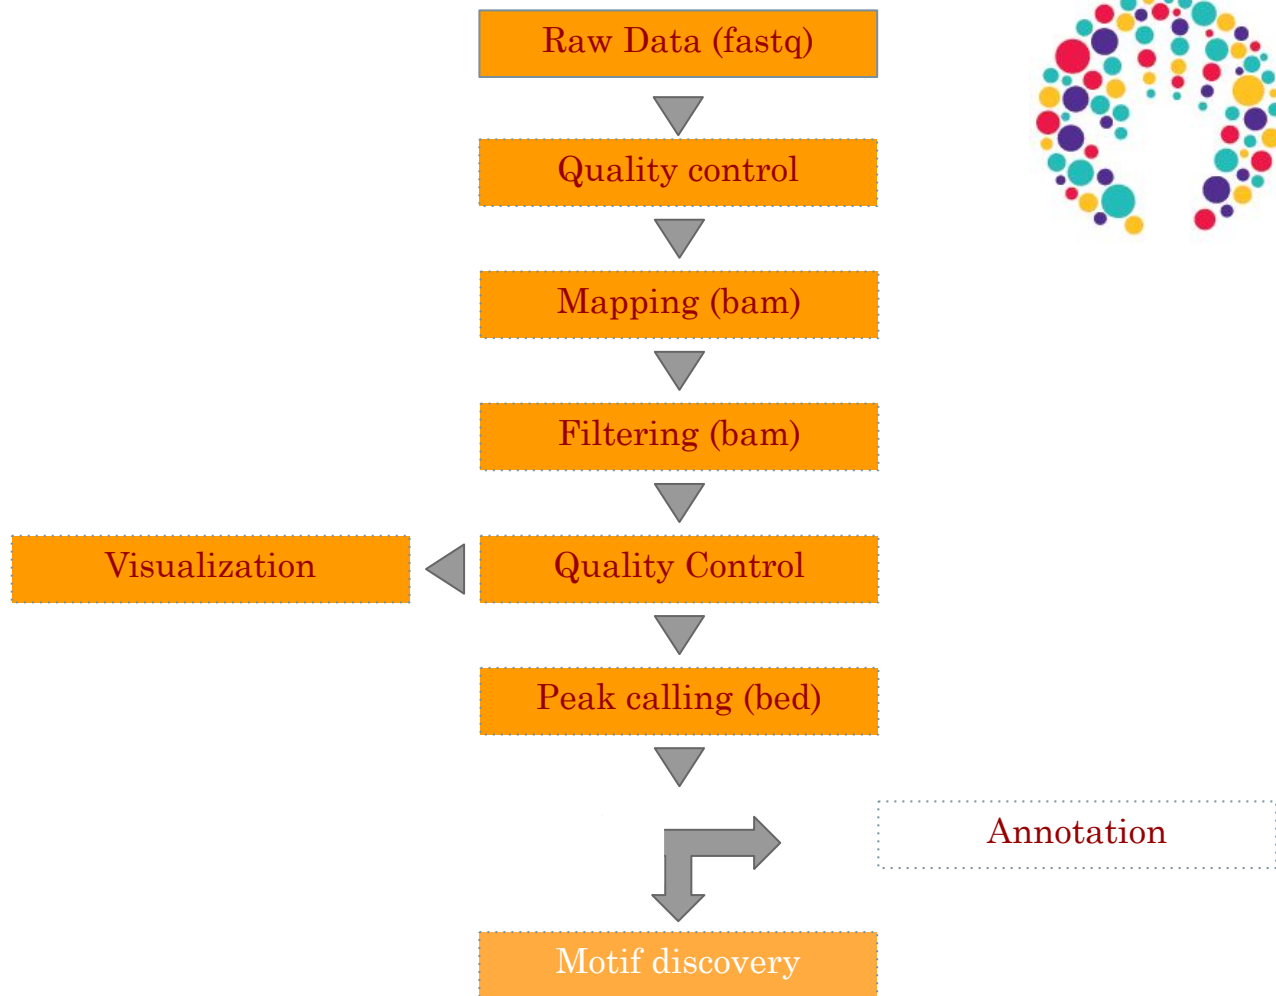 Raw Data (fastq)
Quality control
Mapping (bam)
Filtering (bam)
Visualization
Quality Control
Peak calling (bed)
Annotation
Motif discovery